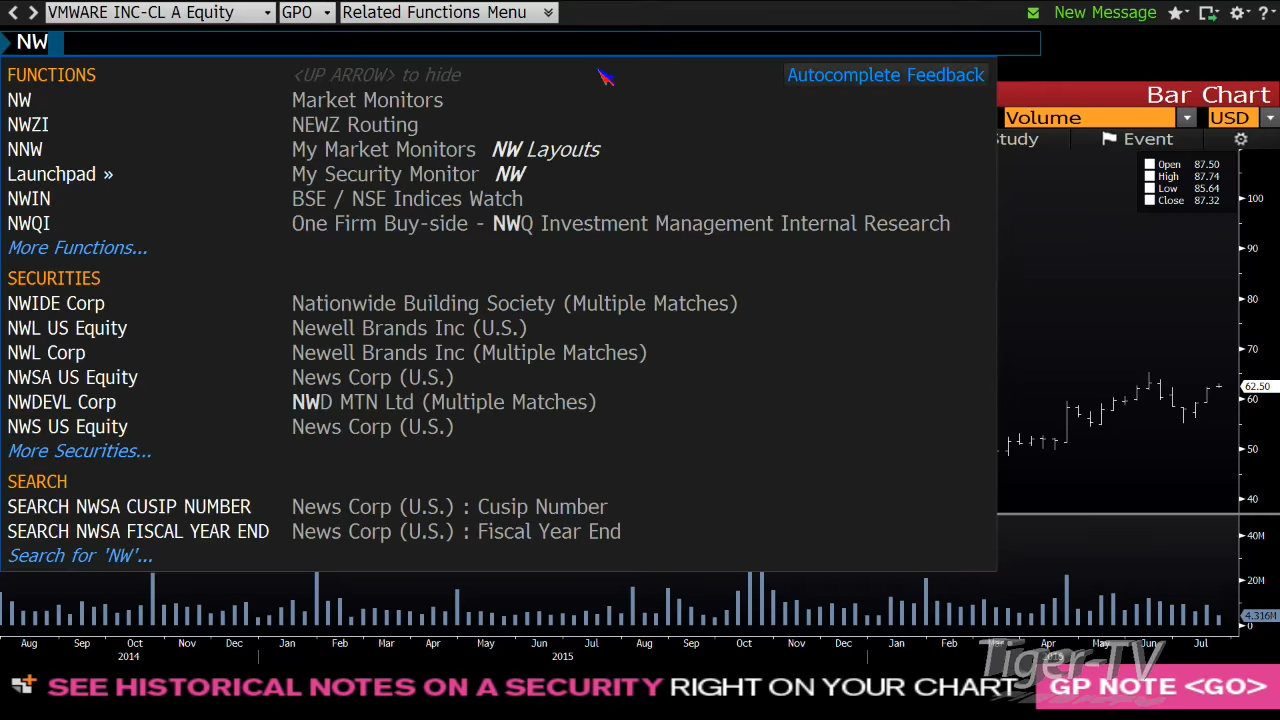 VMWARE INC-CL A Equity GPO Related Functions Menu New Message ?
NW
FUNCTIONS <UP ARROW> to hide Autocomplete Feedback
NW Market Monitors
NWZI NEWZ Routing
NNW My Market Monitors NW Layouts
Launchpad » My Security Monitor NW
NWIN BSE / NSE Indices Watch
NWQI One Firm Buy-side - NWQ Investment Management Internal Research
More Functions...
SECURITIES
NWIDE Corp Nationwide Building Society (Multiple Matches)
NWL US Equity Newell Brands Inc (U.S.)
NWL Corp Newell Brands Inc (Multiple Matches)
NWSA US Equity News Corp (U.S.)
NWDEVL Corp NWD MTN Ltd (Multiple Matches)
NWS US Equity News Corp (U.S.)
More Securities...
SEARCH
SEARCH NWSA CUSIP NUMBER News Corp (U.S.) : Cusip Number
SEARCH NWSA FISCAL YEAR END News Corp (U.S.) : Fiscal Year End
Search for 'NW'...
Bar Chart
Volume USD
Study Event
Open 87.50
High 87.74
Low 85.64
Close 87.32
100
90
80
70
62.50
60
50
40
40M
20M
4.316M
0
Aug Sep Oct Nov Dec Jan Feb Mar Apr May Jun Jul Aug Sep Oct Nov Dec Jan Feb Mar Apr May Jun Jul
2014 2015
Tiger-TV
SEE HISTORICAL NOTES ON A SECURITY RIGHT ON YOUR CHART GP NOTE <GO>